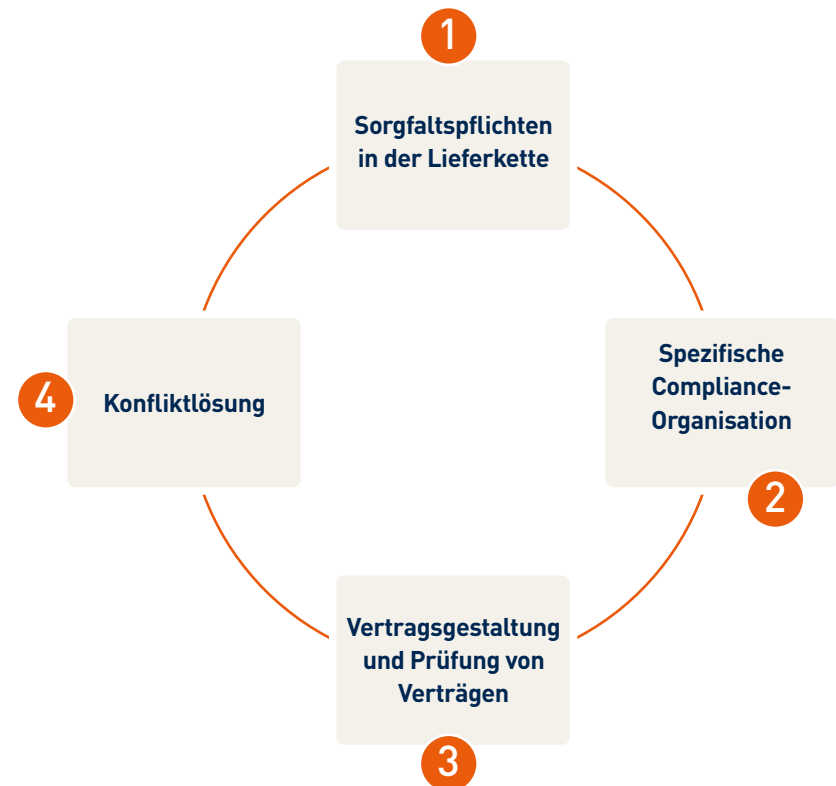 1
Sorgfaltspflichten
in der Lieferkette
Spezifische
Compliance-
Organisation
2
Vertragsgestaltung
und Prüfung von
Verträgen
3
4
Konfliktlösung